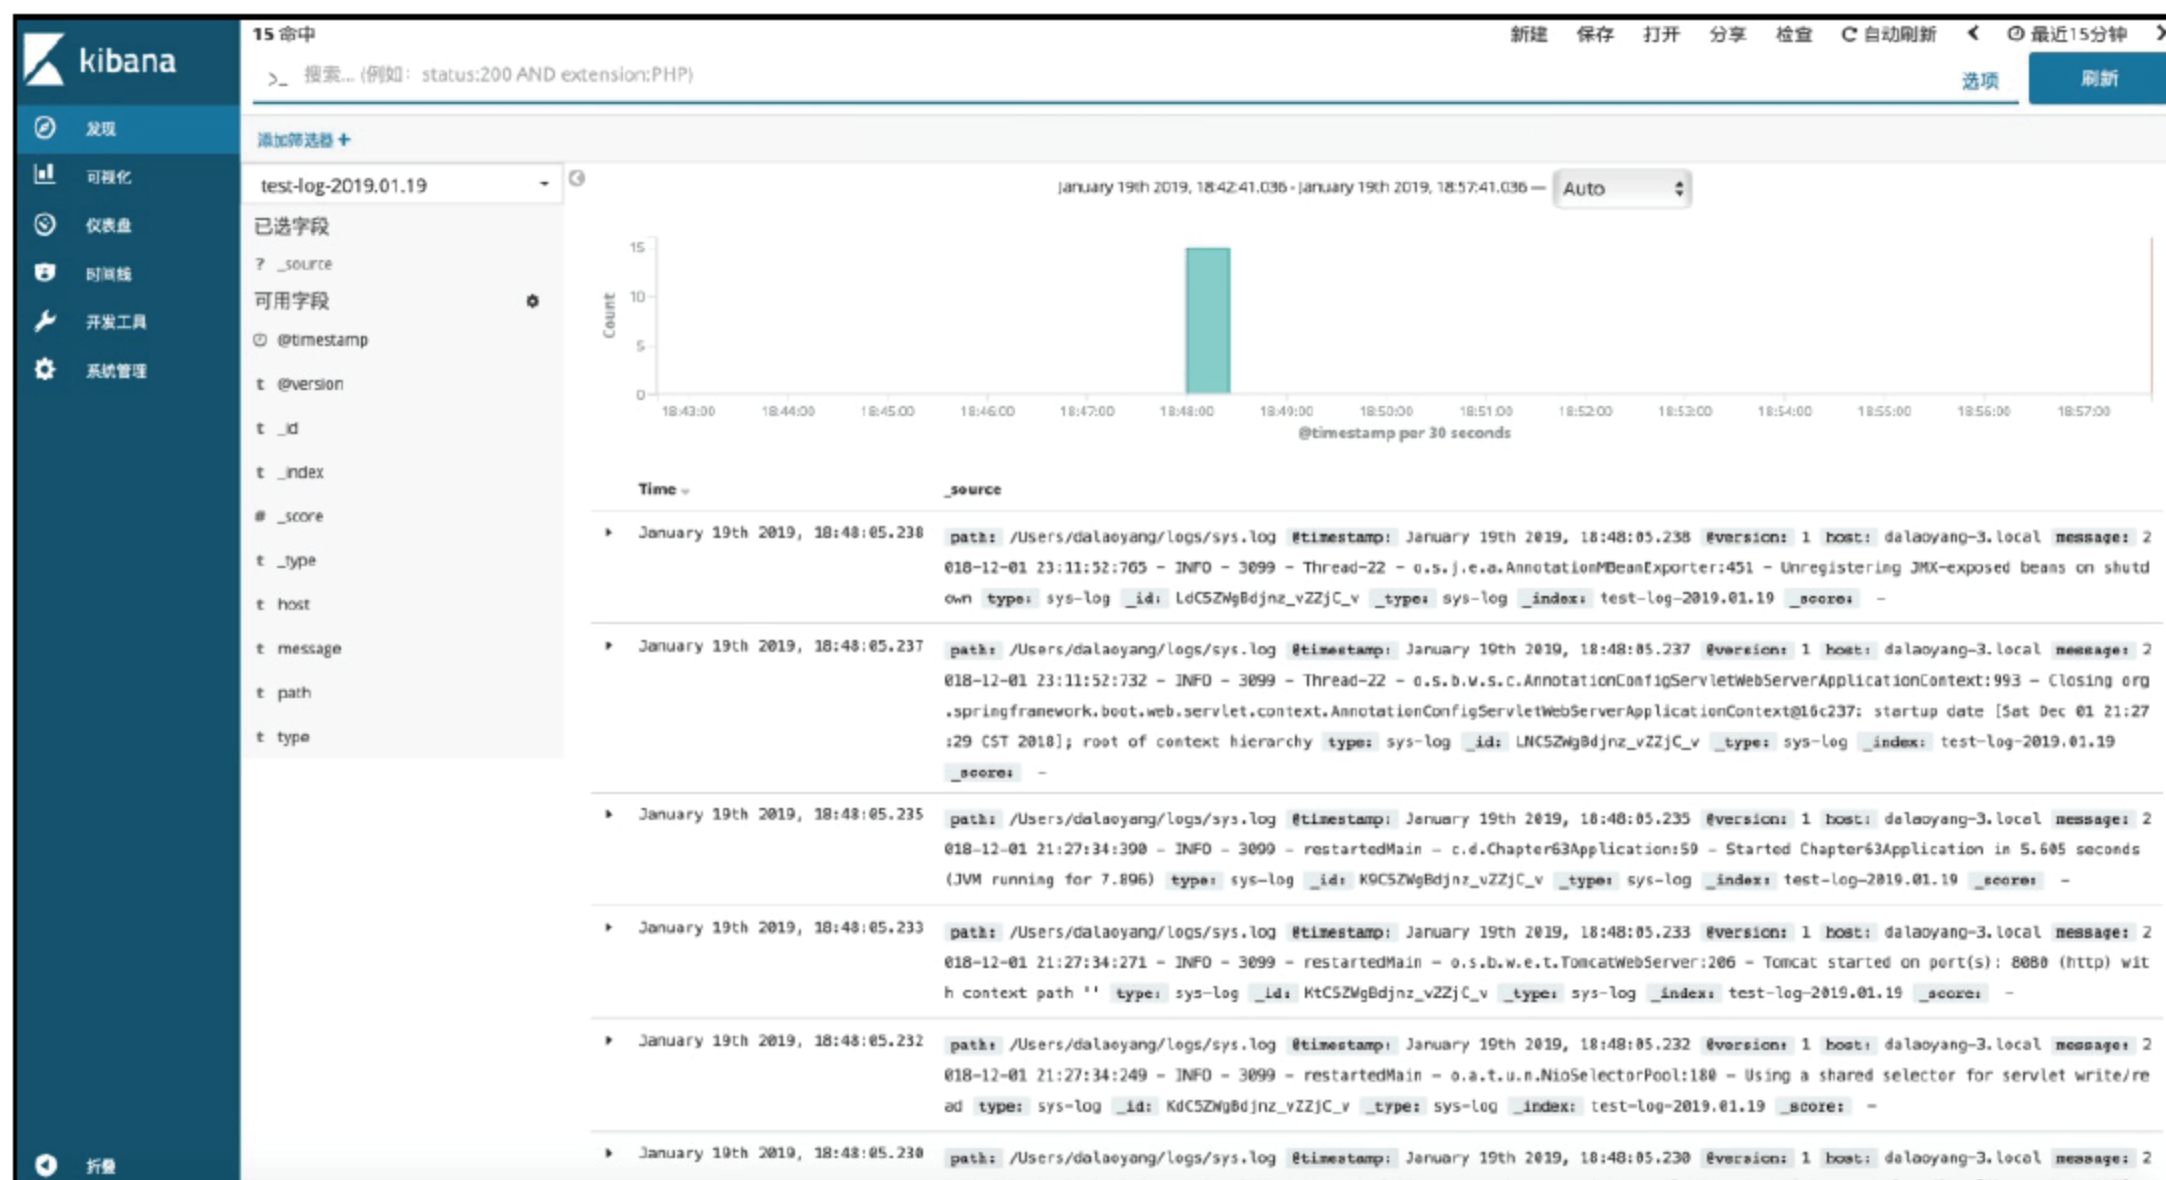 kibana
发现
可视化
仪表盘
时间线
开发工具
系统管理
折叠
15 命中
新建 保存 打开 分享 检查 自动刷新 最近15分钟
>_ 搜索... (例如：status:200 AND extension:PHP)
选项
刷新
添加筛选器 +
test-log-2019.01.19
已选字段
? _source
可用字段
@timestamp
t @version
t _id
t _index
# _score
t _type
t host
t message
t path
t type
January 19th 2019, 18:42:41.036 - January 19th 2019, 18:57:41.036 —
Auto
Count
15
10
5
0
18:43:00 18:44:00 18:45:00 18:46:00 18:47:00 18:48:00 18:49:00 18:50:00 18:51:00 18:52:00 18:53:00 18:54:00 18:55:00 18:56:00 18:57:00
@timestamp per 30 seconds
Time _source
January 19th 2019, 18:48:05.238 path: /Users/dalaoyang/logs/sys.log @timestamp: January 19th 2019, 18:48:05.238 @version: 1 host: dalaoyang-3.local message: 2
018-12-01 23:11:52:765 - INFO - 3099 - Thread-22 - o.s.j.e.a.AnnotationMBeanExporter:451 - Unregistering JMX-exposed beans on shutd
own type: sys-log _id: LdC5ZWgBdjnz_vZZjC_v _type: sys-log _index: test-log-2019.01.19 _score: -
January 19th 2019, 18:48:05.237 path: /Users/dalaoyang/logs/sys.log @timestamp: January 19th 2019, 18:48:05.237 @version: 1 host: dalaoyang-3.local message: 2
018-12-01 23:11:52:732 - INFO - 3099 - Thread-22 - o.s.b.w.s.c.AnnotationConfigServletWebServerApplicationContext:993 - Closing org
.springframework.boot.web.servlet.context.AnnotationConfigServletWebServerApplicationContext@16c237: startup date [Sat Dec 01 21:27
:29 CST 2018]; root of context hierarchy type: sys-log _id: LNC5ZWgBdjnz_vZZjC_v _type: sys-log _index: test-log-2019.01.19
_score: -
January 19th 2019, 18:48:05.235 path: /Users/dalaoyang/logs/sys.log @timestamp: January 19th 2019, 18:48:05.235 @version: 1 host: dalaoyang-3.local message: 2
018-12-01 21:27:34:390 - INFO - 3099 - restartedMain - c.d.Chapter63Application:59 - Started Chapter63Application in 5.605 seconds
(JVM running for 7.896) type: sys-log _id: K9C5ZWgBdjnz_vZZjC_v _type: sys-log _index: test-log-2019.01.19 _score: -
January 19th 2019, 18:48:05.233 path: /Users/dalaoyang/logs/sys.log @timestamp: January 19th 2019, 18:48:05.233 @version: 1 host: dalaoyang-3.local message: 2
018-12-01 21:27:34:271 - INFO - 3099 - restartedMain - o.s.b.w.e.t.TomcatWebServer:206 - Tomcat started on port(s): 8080 (http) wit
h context path '' type: sys-log _id: KtC5ZWgBdjnz_vZZjC_v _type: sys-log _index: test-log-2019.01.19 _score: -
January 19th 2019, 18:48:05.232 path: /Users/dalaoyang/logs/sys.log @timestamp: January 19th 2019, 18:48:05.232 @version: 1 host: dalaoyang-3.local message: 2
018-12-01 21:27:34:249 - INFO - 3099 - restartedMain - o.a.t.u.n.NioSelectorPool:180 - Using a shared selector for servlet write/re
ad type: sys-log _id: KdC5ZWgBdjnz_vZZjC_v _type: sys-log _index: test-log-2019.01.19 _score: -
January 19th 2019, 18:48:05.230 path: /Users/dalaoyang/logs/sys.log @timestamp: January 19th 2019, 18:48:05.230 @version: 1 host: dalaoyang-3.local message: 2